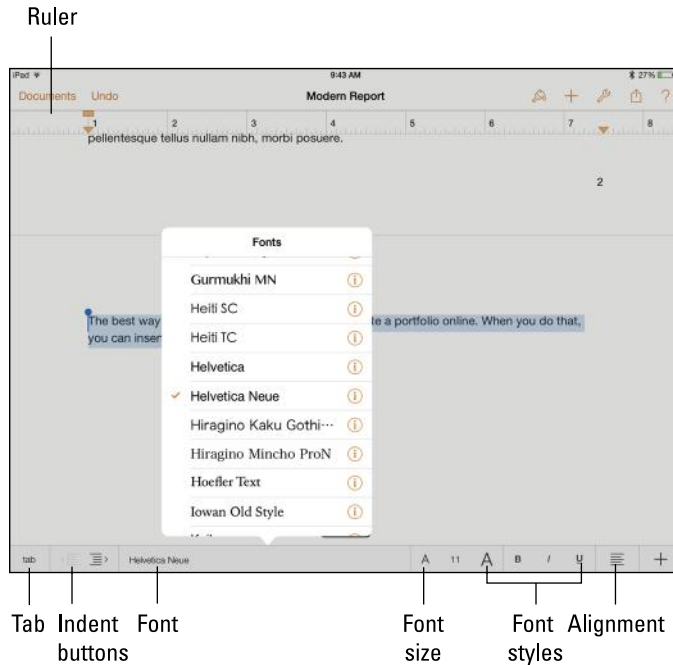 Ruler
iPad 9:43 AM 27%
Documents Undo Modern Report + ?
1 2 3 4 5 6 7 8
pellentesque tellus nullam nibh, morbi posuere.
2
Fonts
Gurmukhi MN
Heiti SC
The best way te a portfolio online. When you do that,
Heiti TC
you can inser
Helvetica
Helvetica Neue
Hiragino Kaku Gothi···
Hiragino Mincho ProN
Hoefler Text
Iowan Old Style
tab Helvetica Neue A 11 A B I U +
Tab Indent buttons Font Font size Font styles Alignment